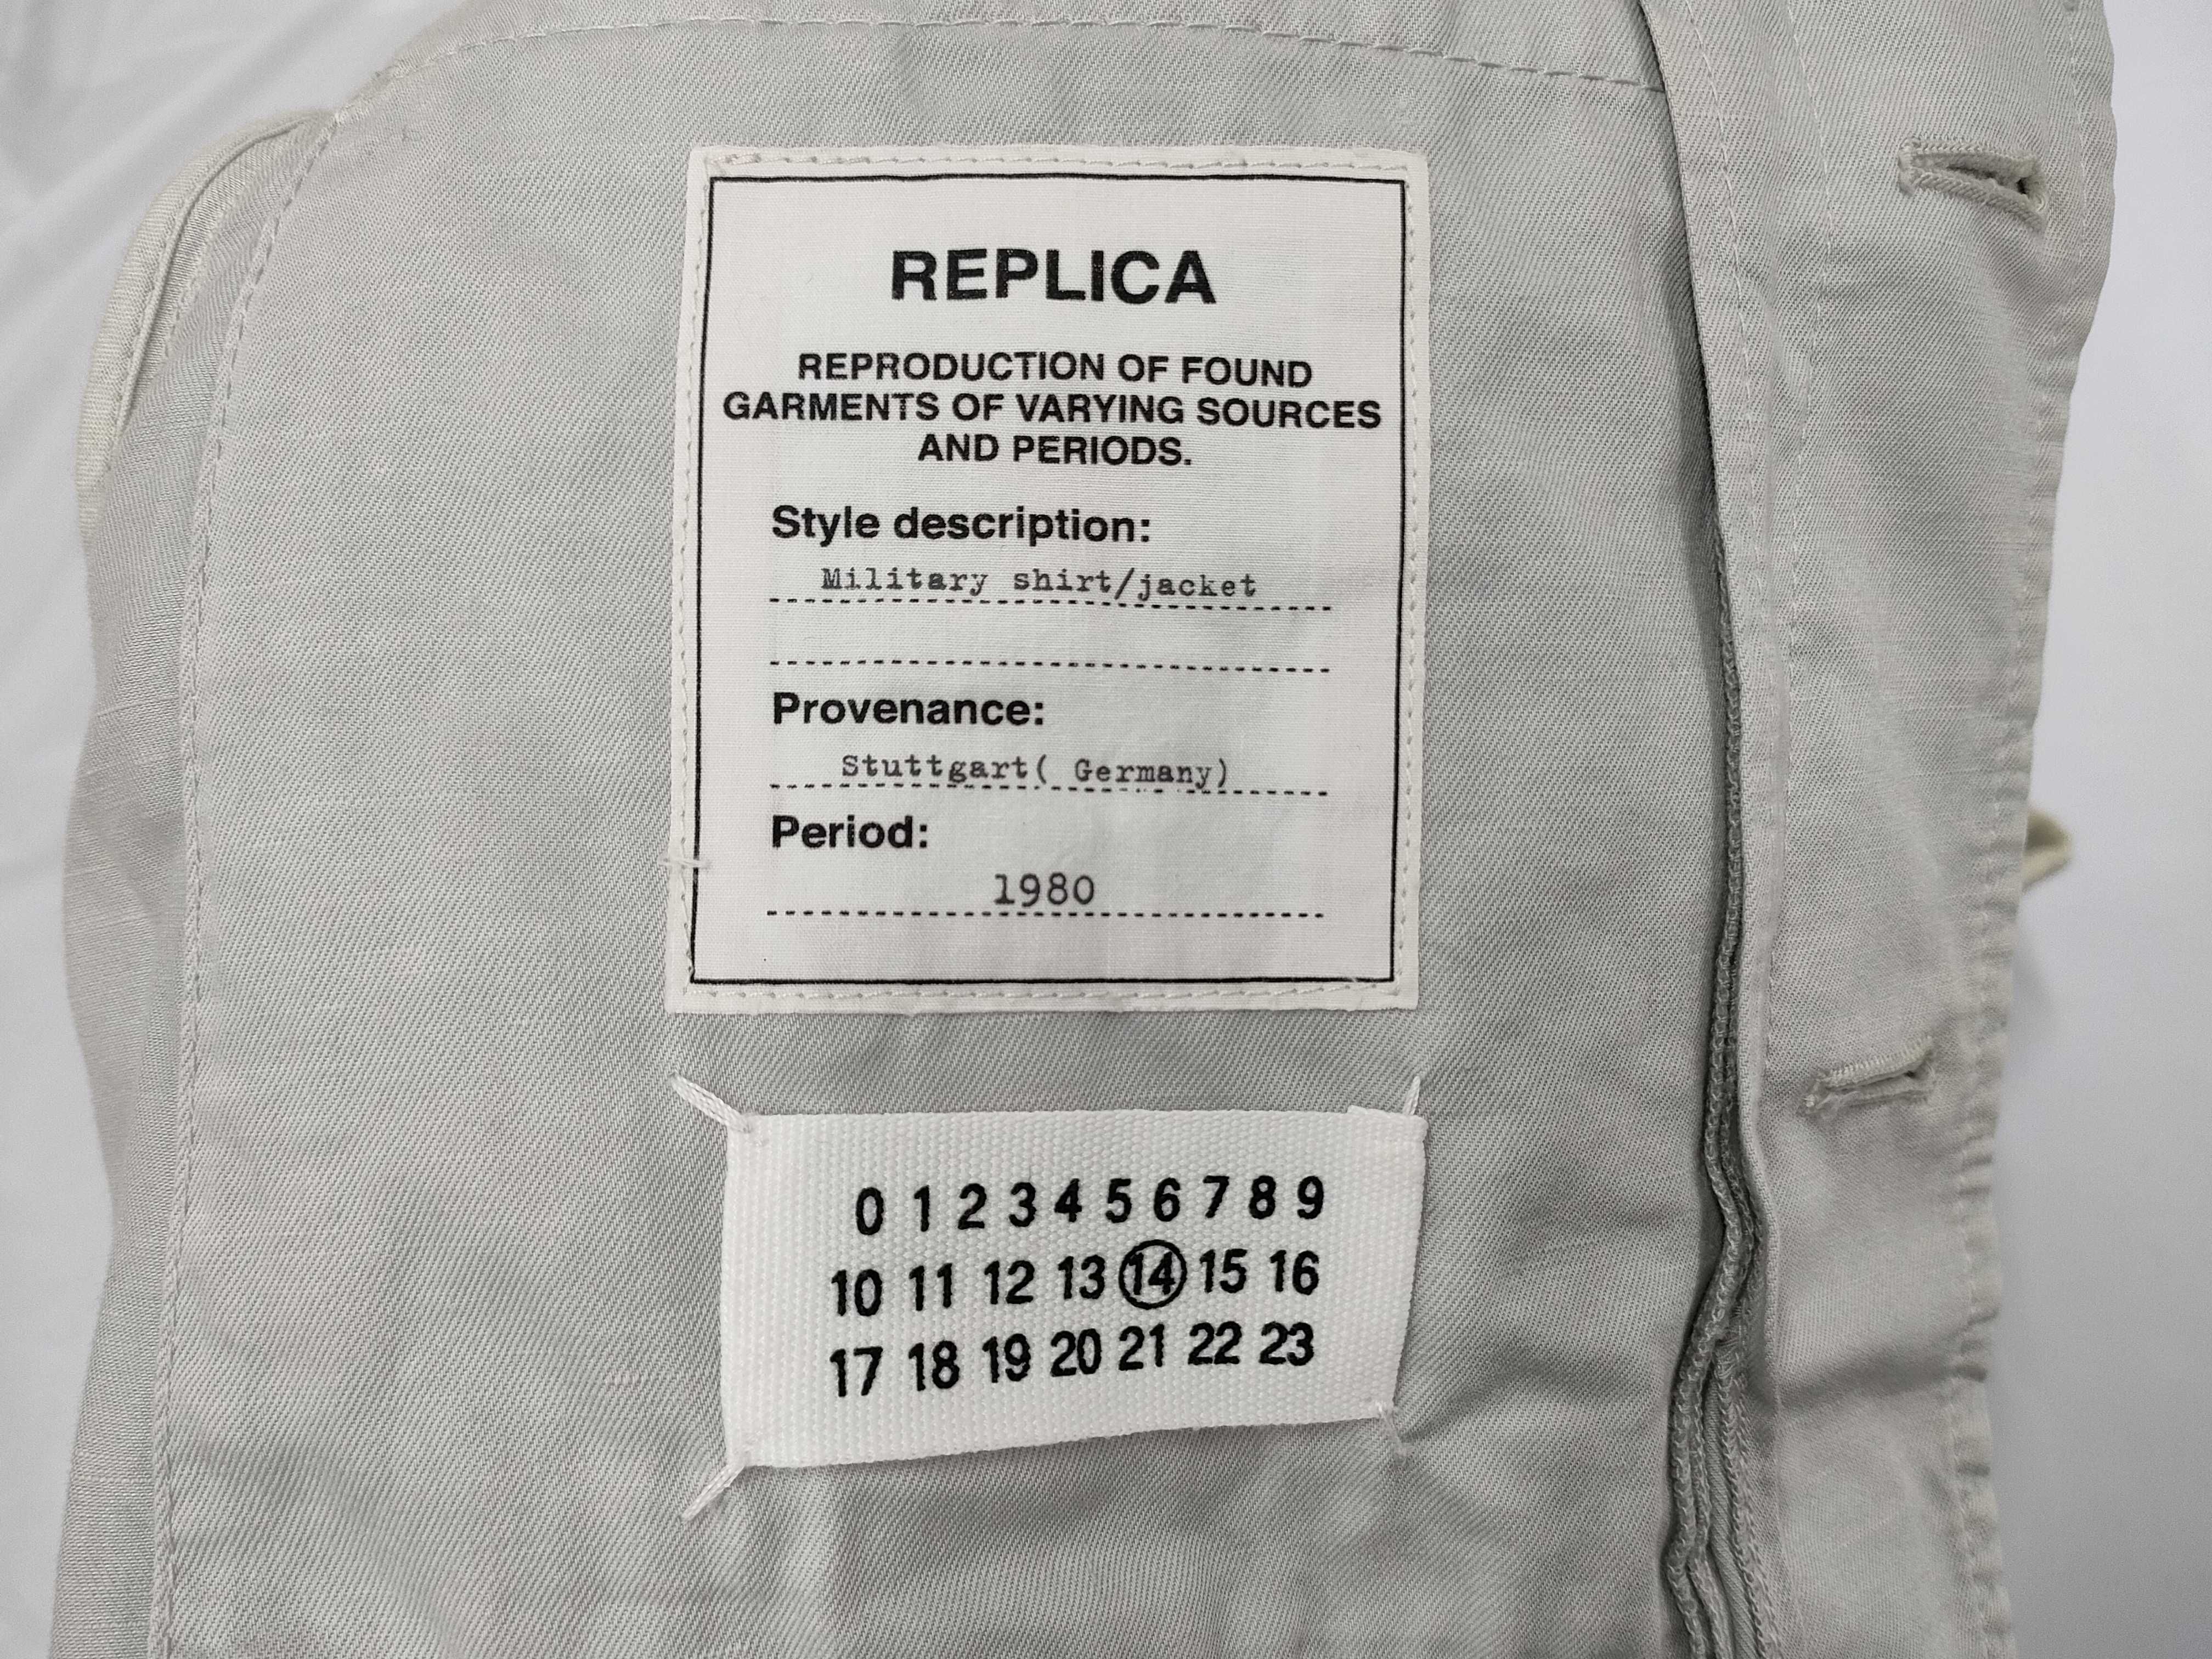 REPLICA
REPRODUCTION OF FOUND
GARMENTS OF VARYING SOURCES
AND PERIODS.
Style description:
Military shirt/jacket
Provenance:
Stuttgart( Germany)
Period:
1980
0 1 2 3 4 5 6 7 8 9
10 11 12 13 14 15 16
17 18 19 20 21 22 23